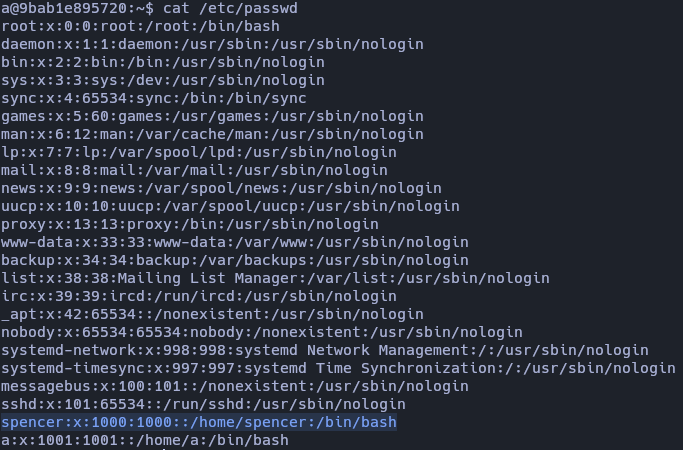 a@9bab1e895720:~$ cat /etc/passwd
root:x:0:0:root:/root:/bin/bash
daemon:x:1:1:daemon:/usr/sbin:/usr/sbin/nologin
bin:x:2:2:bin:/bin:/usr/sbin/nologin
sys:x:3:3:sys:/dev:/usr/sbin/nologin
sync:x:4:65534:sync:/bin:/bin/sync
games:x:5:60:games:/usr/games:/usr/sbin/nologin
man:x:6:12:man:/var/cache/man:/usr/sbin/nologin
lp:x:7:7:lp:/var/spool/lpd:/usr/sbin/nologin
mail:x:8:8:mail:/var/mail:/usr/sbin/nologin
news:x:9:9:news:/var/spool/news:/usr/sbin/nologin
uucp:x:10:10:uucp:/var/spool/uucp:/usr/sbin/nologin
proxy:x:13:13:proxy:/bin:/usr/sbin/nologin
www-data:x:33:33:www-data:/var/www:/usr/sbin/nologin
backup:x:34:34:backup:/var/backups:/usr/sbin/nologin
list:x:38:38:Mailing List Manager:/var/list:/usr/sbin/nologin
irc:x:39:39:ircd:/run/ircd:/usr/sbin/nologin
_apt:x:42:65534::/nonexistent:/usr/sbin/nologin
nobody:x:65534:65534:nobody:/nonexistent:/usr/sbin/nologin
systemd-network:x:998:998:systemd Network Management:/:/usr/sbin/nologin
systemd-timesync:x:997:997:systemd Time Synchronization:/:/usr/sbin/nologin
messagebus:x:100:101::/nonexistent:/usr/sbin/nologin
sshd:x:101:65534::/run/sshd:/usr/sbin/nologin
spencer:x:1000:1000::/home/spencer:/bin/bash
a:x:1001:1001::/home/a:/bin/bash